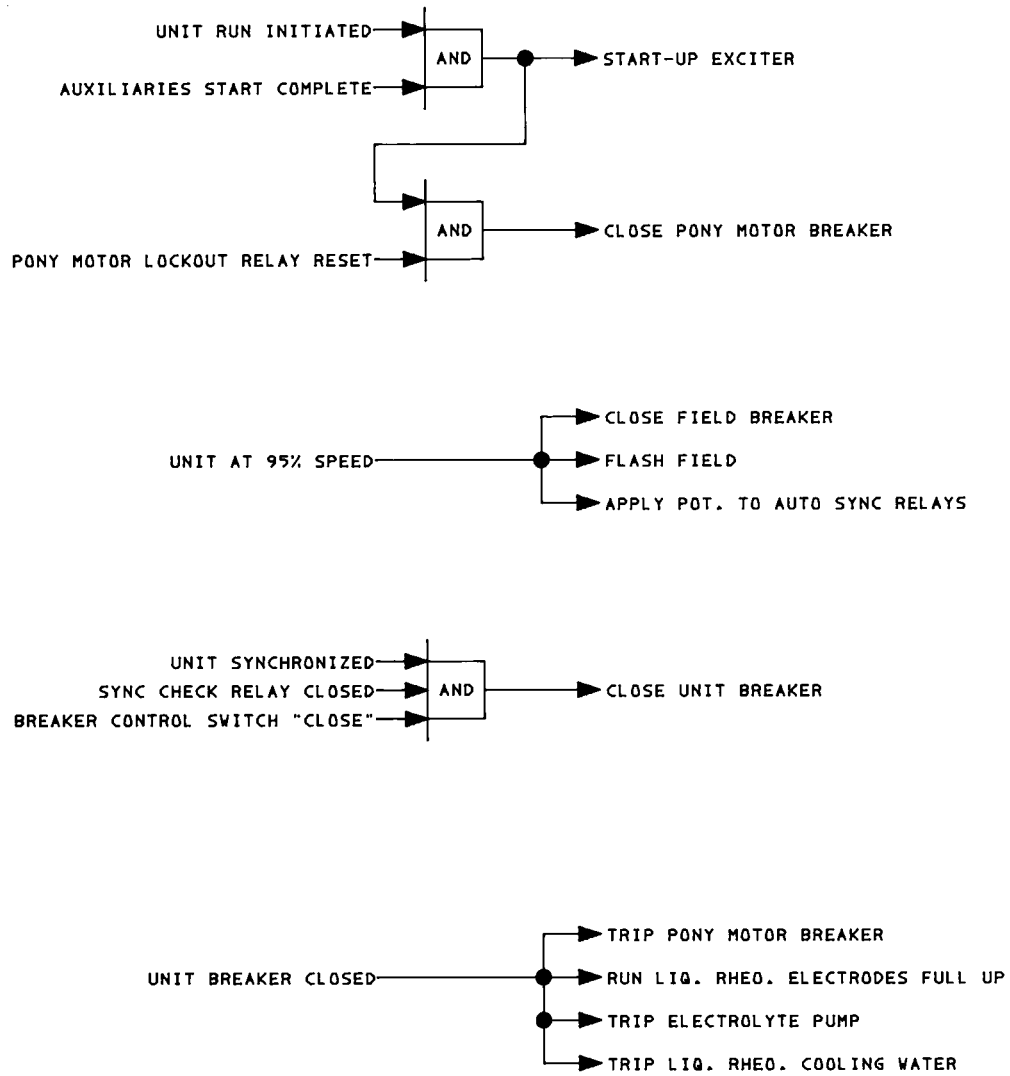 UNIT RUN INITIATED
AND
START-UP EXCITER
AUXILIARIES START COMPLETE
AND
CLOSE PONY MOTOR BREAKER
PONY MOTOR LOCKOUT RELAY RESET
CLOSE FIELD BREAKER
UNIT AT 95% SPEED
FLASH FIELD
APPLY POT. TO AUTO SYNC RELAYS
UNIT SYNCHRONIZED
SYNC CHECK RELAY CLOSED
AND
CLOSE UNIT BREAKER
BREAKER CONTROL SWITCH "CLOSE"
TRIP PONY MOTOR BREAKER
UNIT BREAKER CLOSED
RUN LIQ. RHEO. ELECTRODES FULL UP
TRIP ELECTROLYTE PUMP
TRIP LIQ. RHEO. COOLING WATER